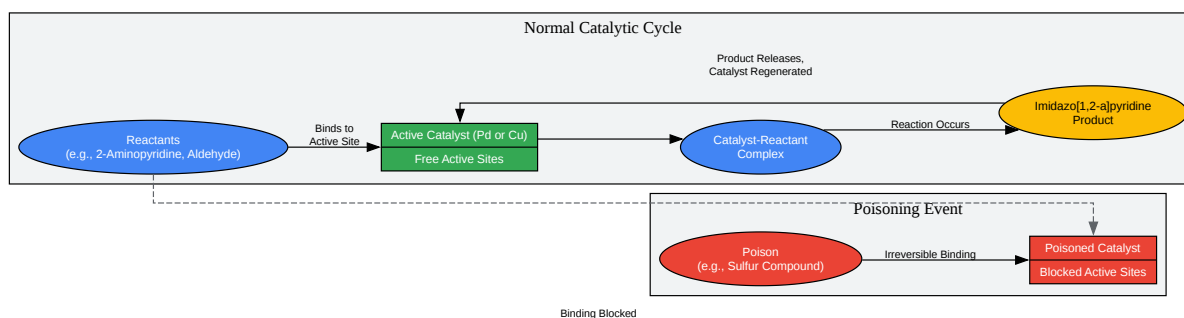 Normal Catalytic Cycle
Product Releases,
Catalyst Regenerated
Imidazo[1,2-a]pyridine
Product
Reactants
(e.g., 2-Aminopyridine, Aldehyde)
Binds to
Active Site
Active Catalyst (Pd or Cu)
Free Active Sites
Catalyst-Reactant
Complex
Reaction Occurs
Poisoning Event
Poison
(e.g., Sulfur Compound)
Irreversible Binding
Poisoned Catalyst
Blocked Active Sites
Binding Blocked